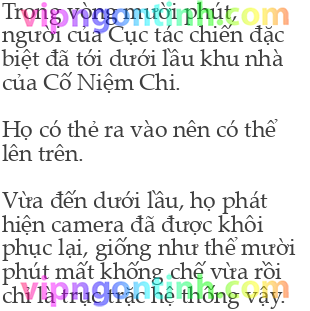 Trong vòng mười phút,
vipngontinh.com
người của Cục tác chiến đặc
biệt đã tới dưới lầu khu nhà
của Cố Niệm Chi.
Họ có thẻ ra vào nên có thể
lên trên.
Vừa đến dưới lầu, họ phát
hiện camera đã được khôi
phục lại, giống như thể mười
phút mất khống chế vừa rồi
vipngontinh.com
chỉ là trục trặc hệ thống vậy.